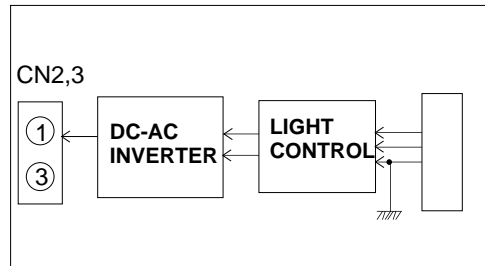 CN2,3
1
3
DC-AC
INVERTER
LIGHT
CONTROL